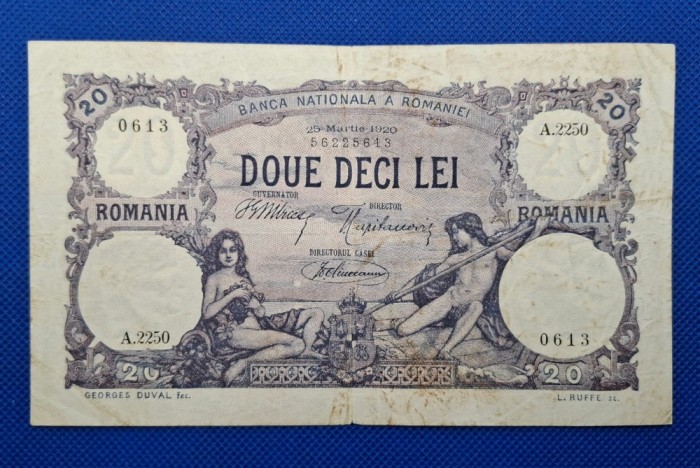 20
20
BANCA NATIONALA A ROMANIEI
0613
25 Martie 1920
A.2250
56225613
DOUE DECI LEI
GUVERNATOR
DIRECTOR
ROMANIA
ROMANIA
DIRECTORUL CASEI
A.2250
0613
20
20
GEORGES DUVAL fec.
L. RUFFE sc.